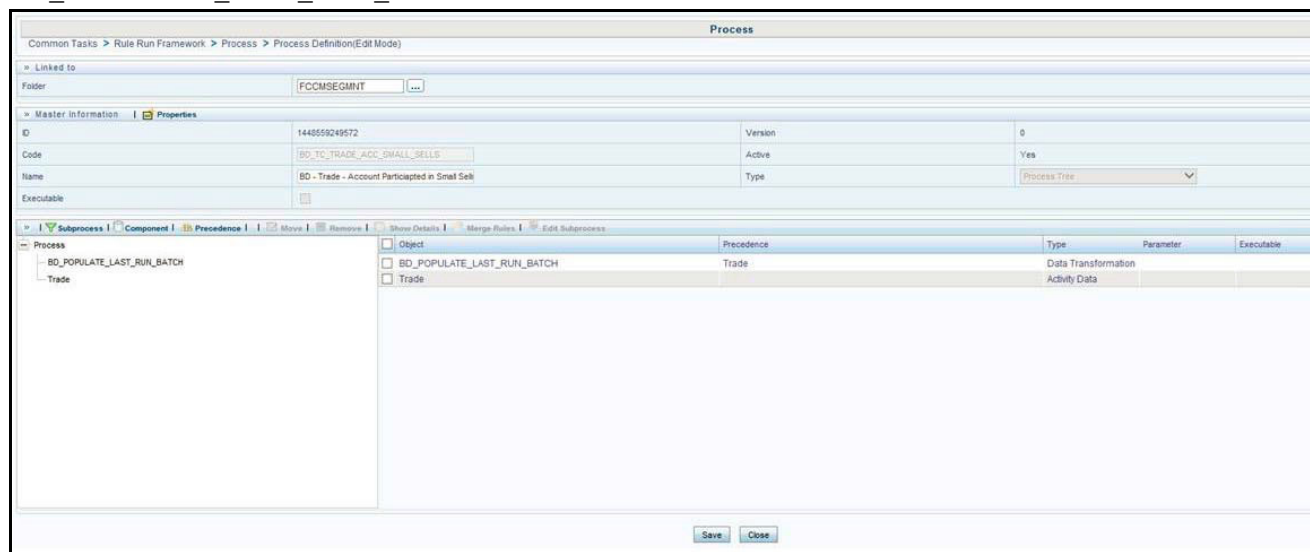 Process
Common Tasks > Rule Run Framework > Process > Process Definition(Edit Mode)
» Linked to
Folder FCCMSEGMNT ...
» Master Information | Properties
ID 1448559249572 Version 0
Code BD_TC_TRADE_ACC_SMALL_SELLS Active Yes
Name BD - Trade - Account Particiapted in Small Sell Type Process Tree
Executable
» | Subprocess | Component | Precedence | | Move | Remove | Show Details | Merge Rules | Edit Subprocess
Process
BD_POPULATE_LAST_RUN_BATCH
Trade
Object Precedence Type Parameter Executable
BD_POPULATE_LAST_RUN_BATCH Trade Data Transformation
Trade Activity Data
Save Close